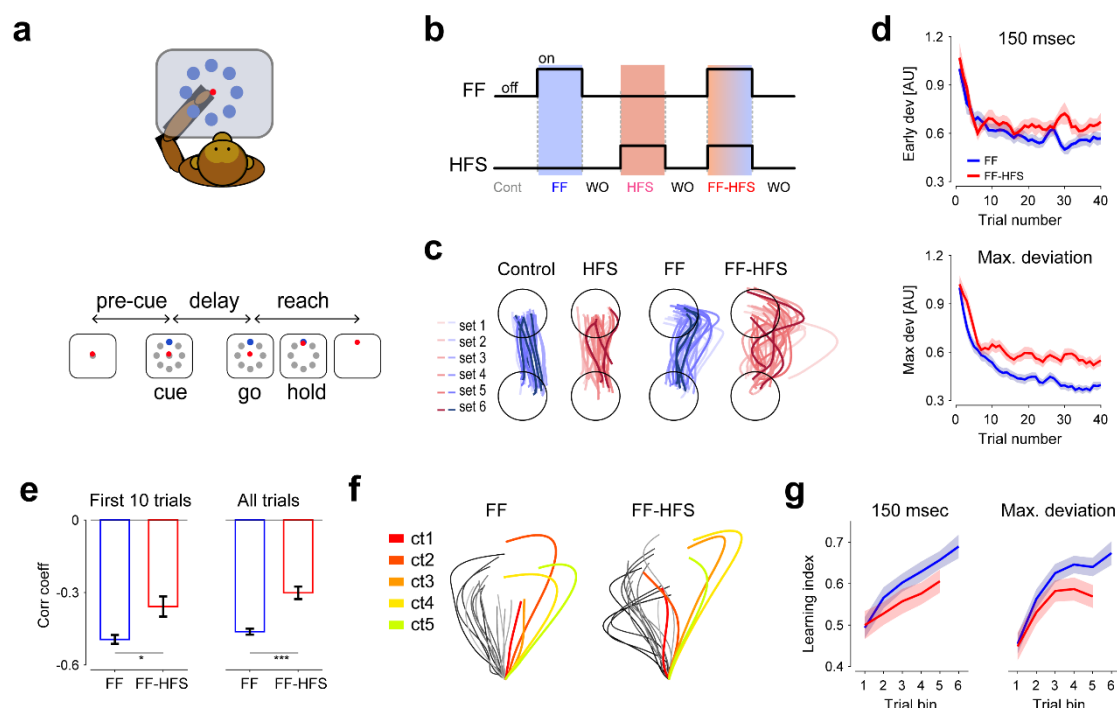 a
pre-cue delay reach
cue go hold
b
on
FF off
HFS
Cont FF WO HFS WO FF-HFS WO
c
Control HFS FF FF-HFS
set 1
set 2
set 3
set 4
set 5
set 6
d
150 msec
1.2
0.9
0.6
0.3
Early dev [AU]
FF
FF-HFS
0 10 20 30 40
Trial number
Max. deviation
1.2
0.9
0.6
0.3
Max dev [AU]
0 10 20 30 40
Trial number
e
First 10 trials All trials
0
-0.3
-0.6
Corr coeff
* ***
FF FF-HFS FF FF-HFS
f
FF FF-HFS
ct1
ct2
ct3
ct4
ct5
g
150 msec Max. deviation
0.7
0.6
0.5
0.4
Learning index
1 2 3 4 5 6 1 2 3 4 5 6
Trial bin Trial bin